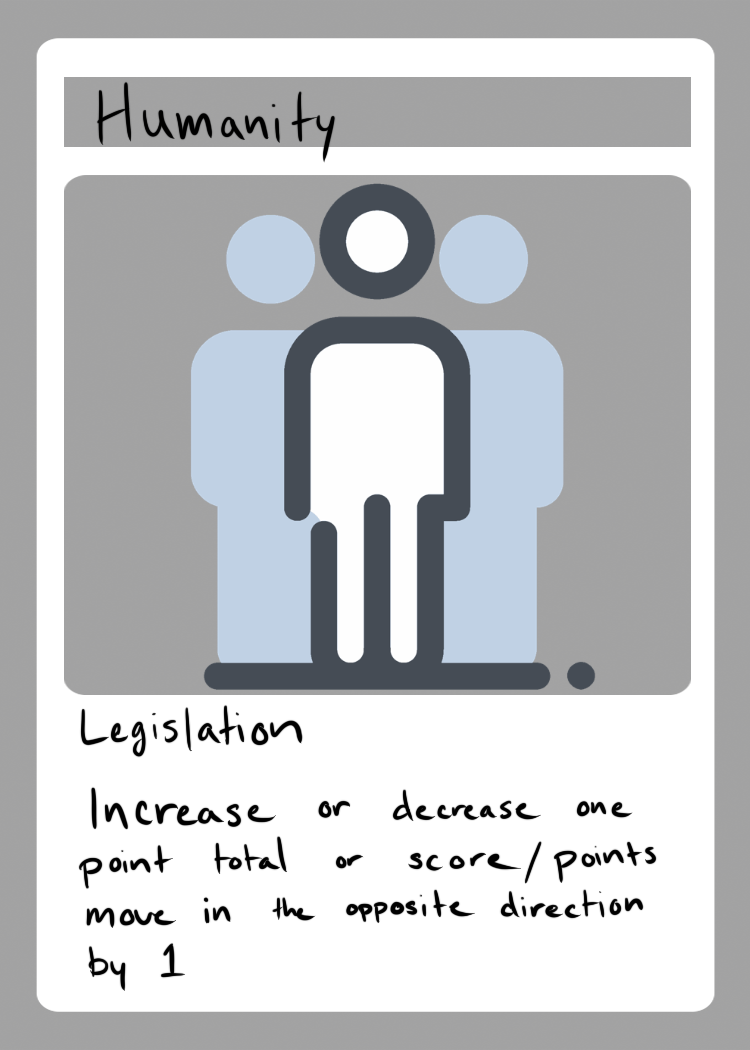 Humanity
Legislation
Increase or decrease one
point total or score/points
move in the opposite direction
by 1